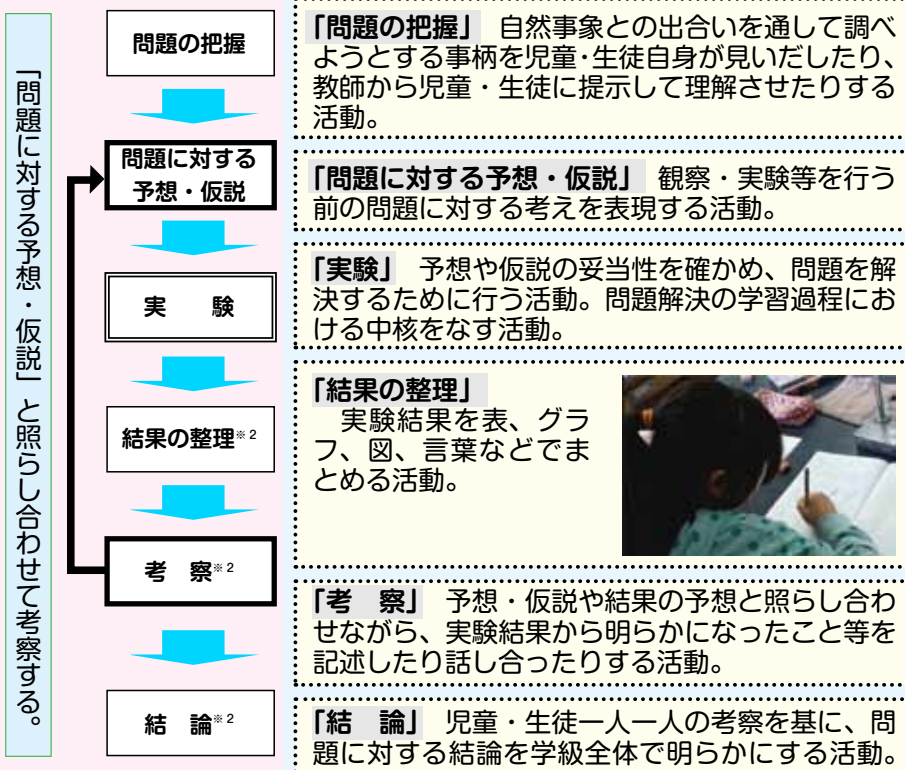 「問題に対する予想・仮説」と照らし合わせて考察する。
問題の把握
問題に対する
予想・仮説
実　験
結果の整理※2
考　察※2
結　論※2
「問題の把握」 自然事象との出合いを通して調べ
ようとする事柄を児童・生徒自身が見いだしたり、
教師から児童・生徒に提示して理解させたりする
活動。
「問題に対する予想・仮説」 観察・実験等を行う
前の問題に対する考えを表現する活動。
「実験」 予想や仮説の妥当性を確かめ、問題を解
決するために行う活動。問題解決の学習過程にお
ける中核をなす活動。
「結果の整理」
実験結果を表、グラ
フ、図、言葉などでま
とめる活動。
「考　察」 予想・仮説や結果の予想と照らし合わ
せながら、実験結果から明らかになったこと等を
記述したり話し合ったりする活動。
「結　論」 児童・生徒一人一人の考察を基に、問
題に対する結論を学級全体で明らかにする活動。